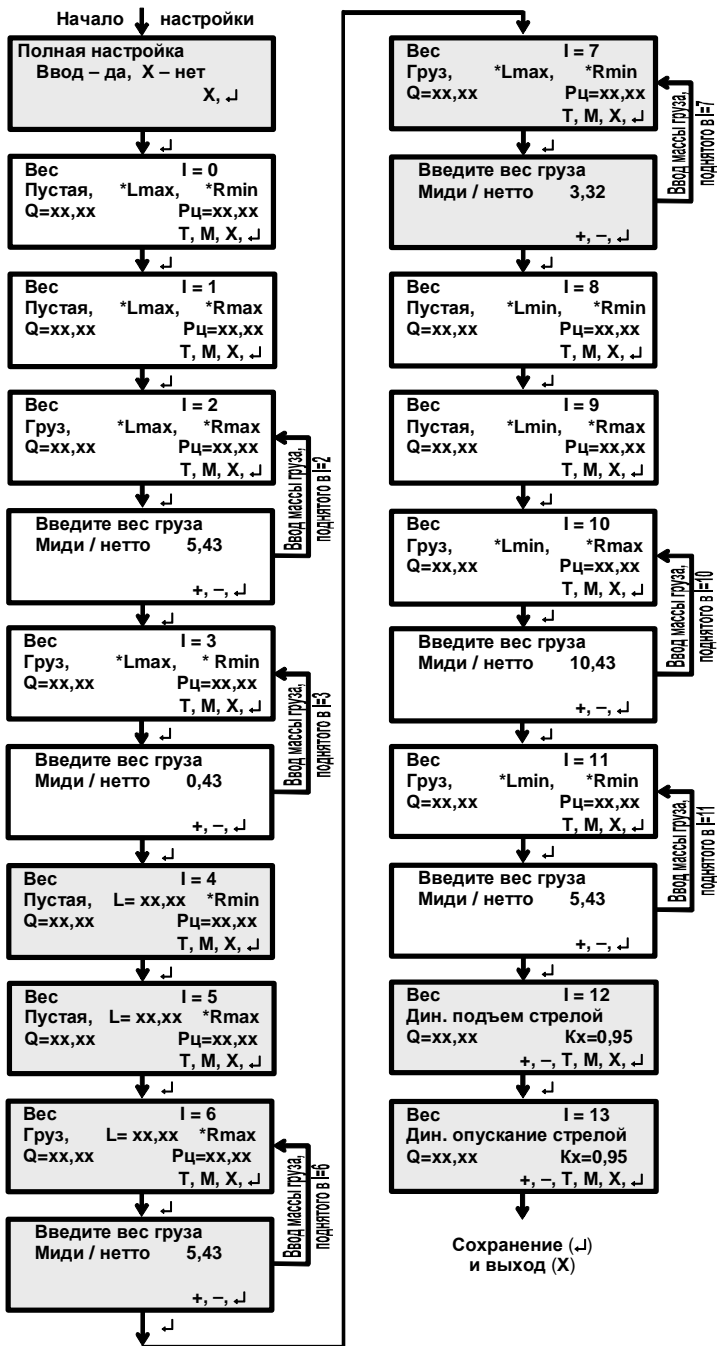 Начало настройки
Полная настройка
Ввод – да, X – нет
X, ↵
↵
Вес I = 0
Пустая, *Lmax, *Rmin
Q=xx,xx Рц=xx,xx
T, M, X, ↵
↵
Вес I = 1
Пустая, *Lmax, *Rmax
Q=xx,xx Рц=xx,xx
T, M, X, ↵
↵
Вес I = 2
Груз, *Lmax, *Rmax
Q=xx,xx Рц=xx,xx
T, M, X, ↵
↵
Введите вес груза
Миди / нетто 5,43
+, –, ↵
Ввод массы груза,
поднятого в I=2
↵
Вес I = 3
Груз, *Lmax, * Rmin
Q=xx,xx Рц=xx,xx
T, M, X, ↵
↵
Введите вес груза
Миди / нетто 0,43
+, –, ↵
Ввод массы груза,
поднятого в I=3
↵
Вес I = 4
Пустая, L= xx,xx *Rmin
Q=xx,xx Рц=xx,xx
T, M, X, ↵
↵
Вес I = 5
Пустая, L= xx,xx *Rmax
Q=xx,xx Рц=xx,xx
T, M, X, ↵
↵
Вес I = 6
Груз, L= xx,xx *Rmax
Q=xx,xx Рц=xx,xx
T, M, X, ↵
↵
Введите вес груза
Миди / нетто 5,43
+, –, ↵
Ввод массы груза,
поднятого в I=6
↵
Вес I = 7
Груз, *Lmax, *Rmin
Q=xx,xx Рц=xx,xx
T, M, X, ↵
↵
Введите вес груза
Миди / нетто 3,32
+, –, ↵
Ввод массы груза,
поднятого в I=7
↵
Вес I = 8
Пустая, *Lmin, *Rmin
Q=xx,xx Рц=xx,xx
T, M, X, ↵
↵
Вес I = 9
Пустая, *Lmin, *Rmax
Q=xx,xx Рц=xx,xx
T, M, X, ↵
↵
Вес I = 10
Груз, *Lmin, *Rmax
Q=xx,xx Рц=xx,xx
T, M, X, ↵
↵
Введите вес груза
Миди / нетто 10,43
+, –, ↵
Ввод массы груза,
поднятого в I=10
↵
Вес I = 11
Груз, *Lmin, *Rmin
Q=xx,xx Рц=xx,xx
T, M, X, ↵
↵
Введите вес груза
Миди / нетто 5,43
+, –, ↵
Ввод массы груза,
поднятого в I=11
↵
Вес I = 12
Дин. подъем стрелой
Q=xx,xx Кх=0,95
+, –, T, M, X, ↵
↵
Вес I = 13
Дин. опускание стрелой
Q=xx,xx Кх=0,95
+, –, T, M, X, ↵
Сохранение (↵)
и выход (X)